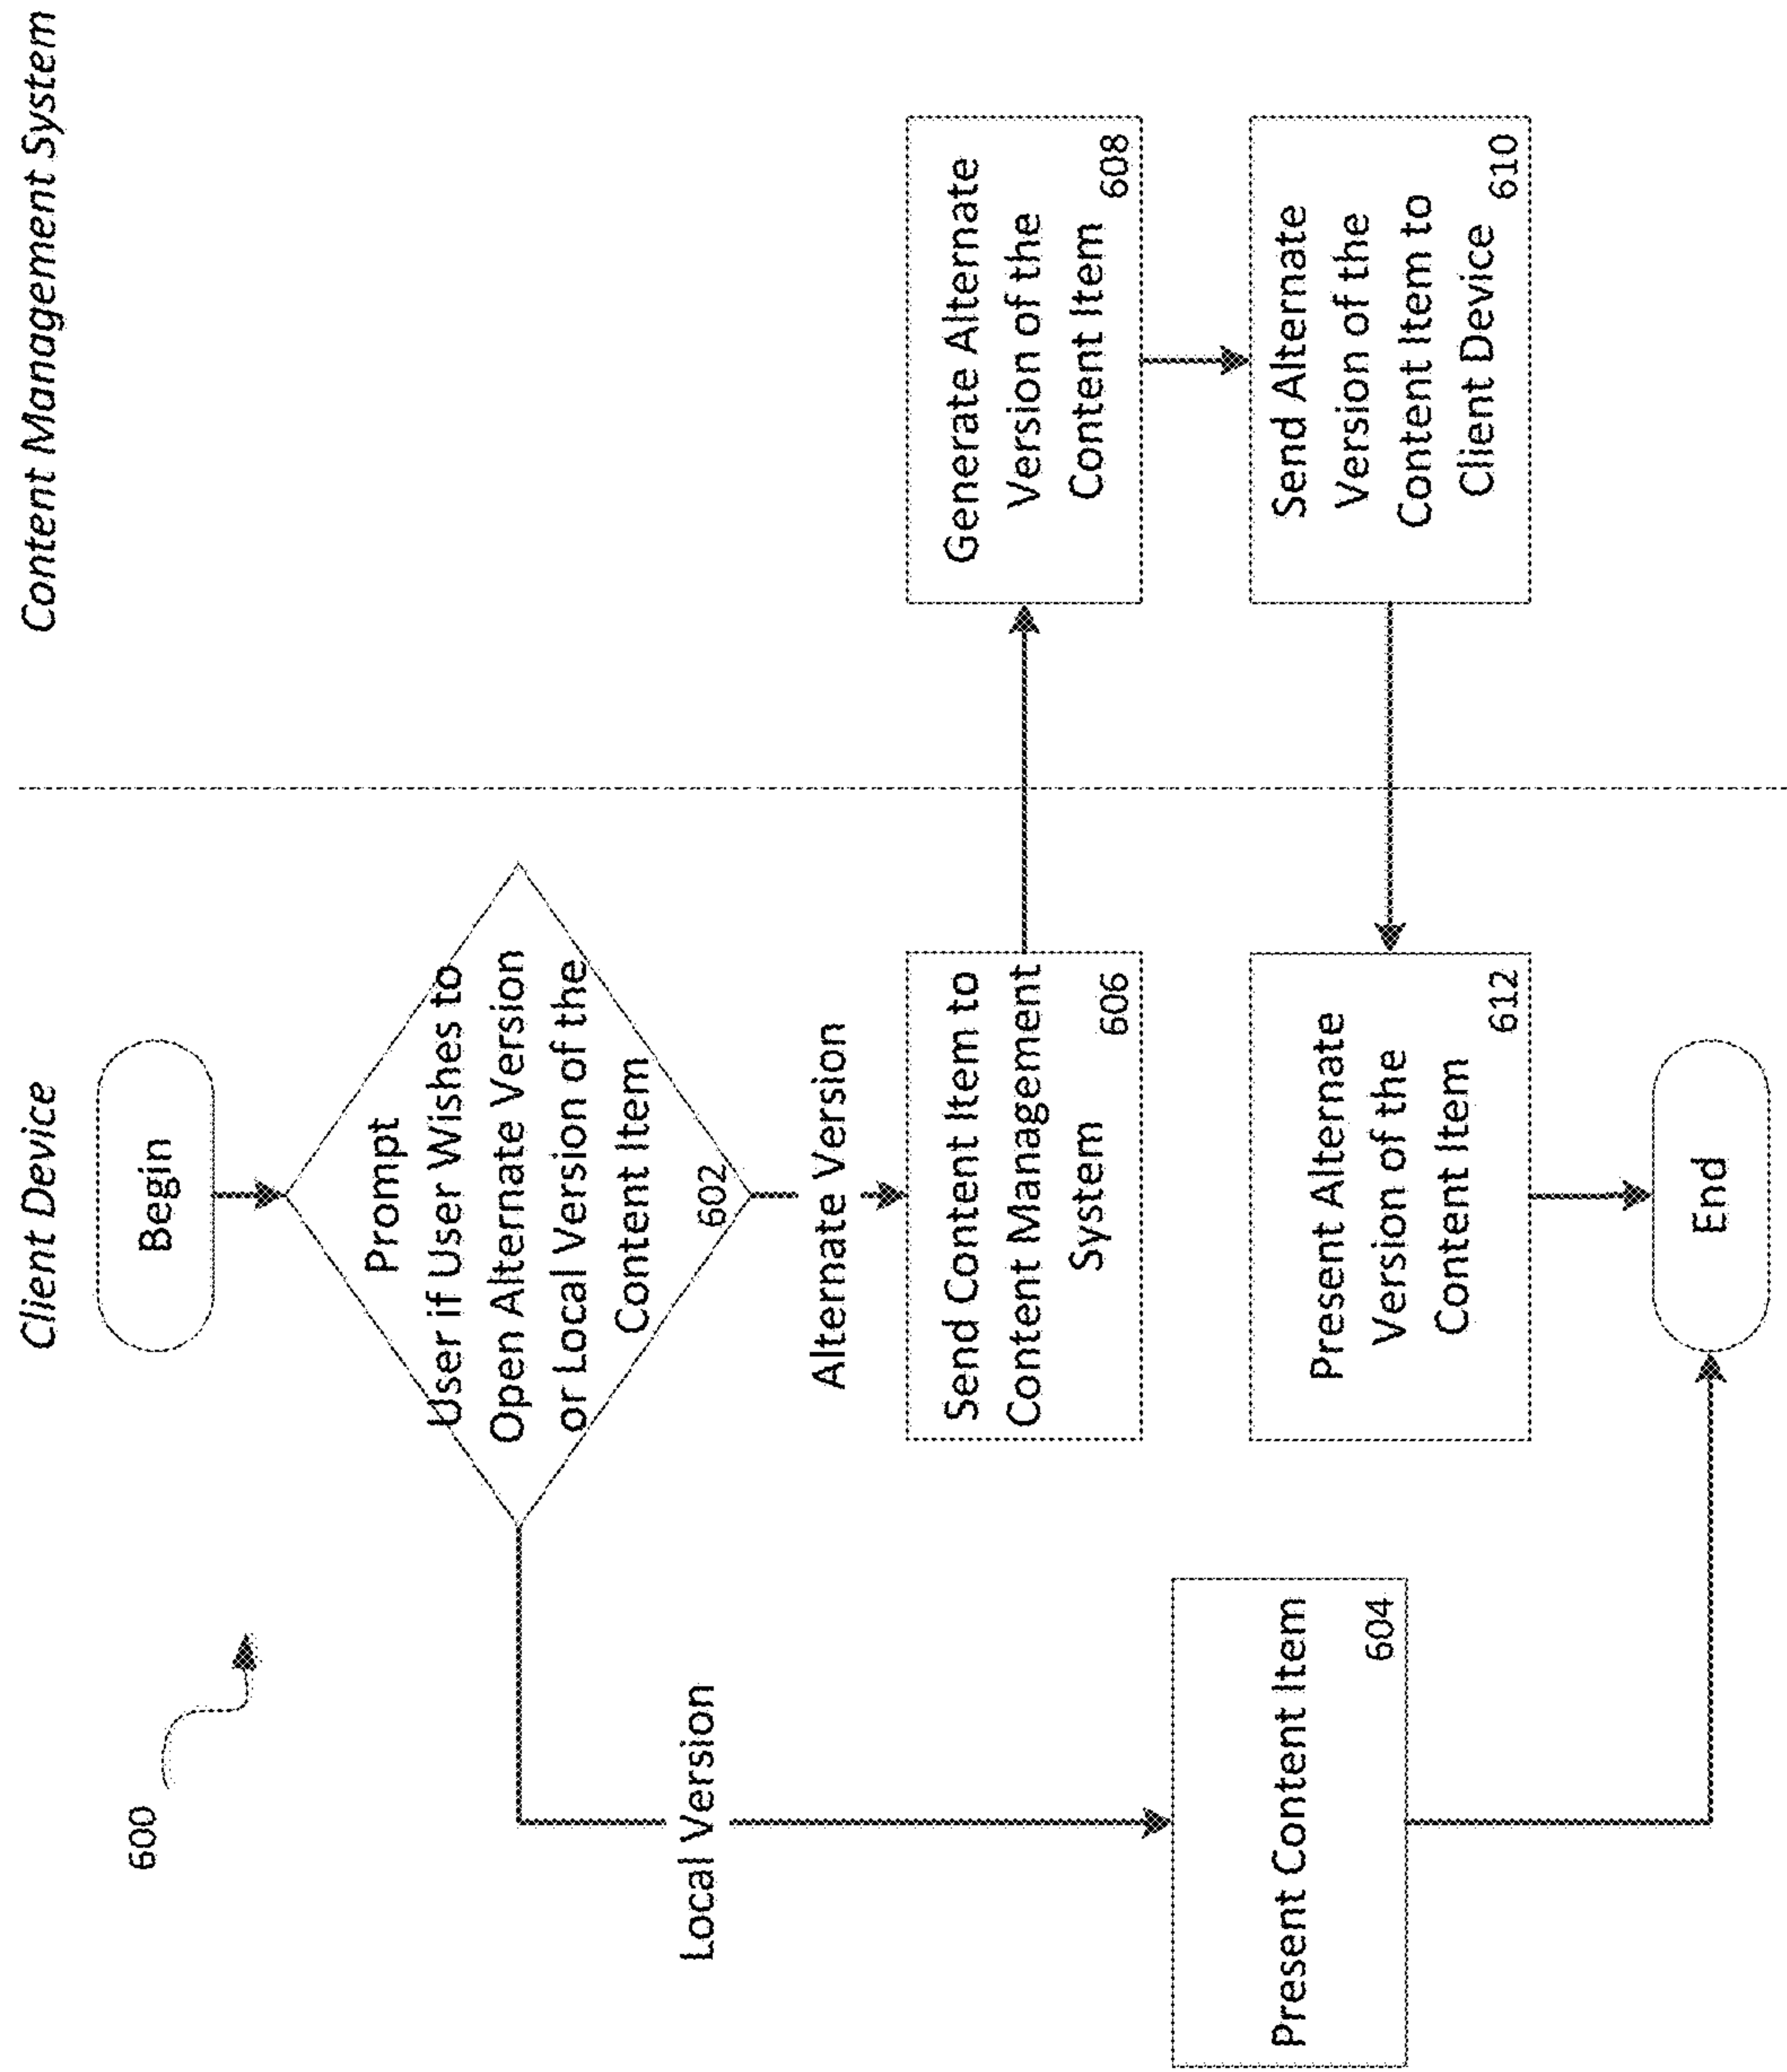 Client Device
Content Management System
600
Begin
Prompt
User if User Wishes to
Open Alternate Version
or Local Version of the
Content Item
602
Local Version
Alternate Version
Send Content Item to
Content Management
System
606
Generate Alternate
Version of the
Content Item
608
Present Content Item
604
Present Alternate
Version of the
Content Item
612
Send Alternate
Version of the
Content Item to
Client Device
610
End